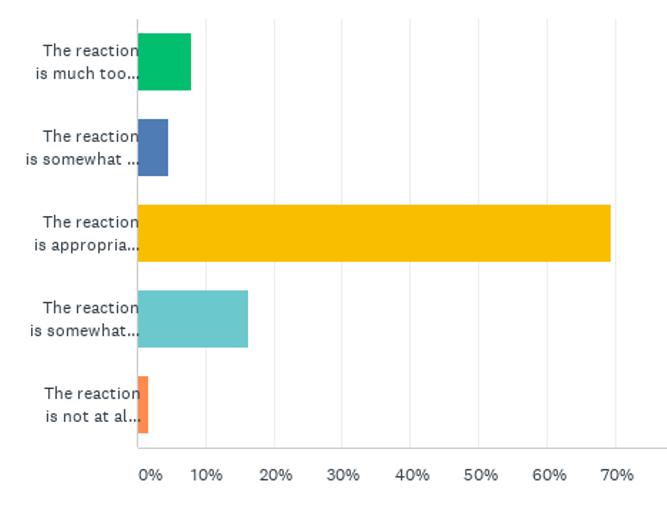 The reaction
is much too...
The reaction
is somewhat ...
The reaction
is appropria...
The reaction
is somewhat...
The reaction
is not at al...
0% 10% 20% 30% 40% 50% 60% 70%